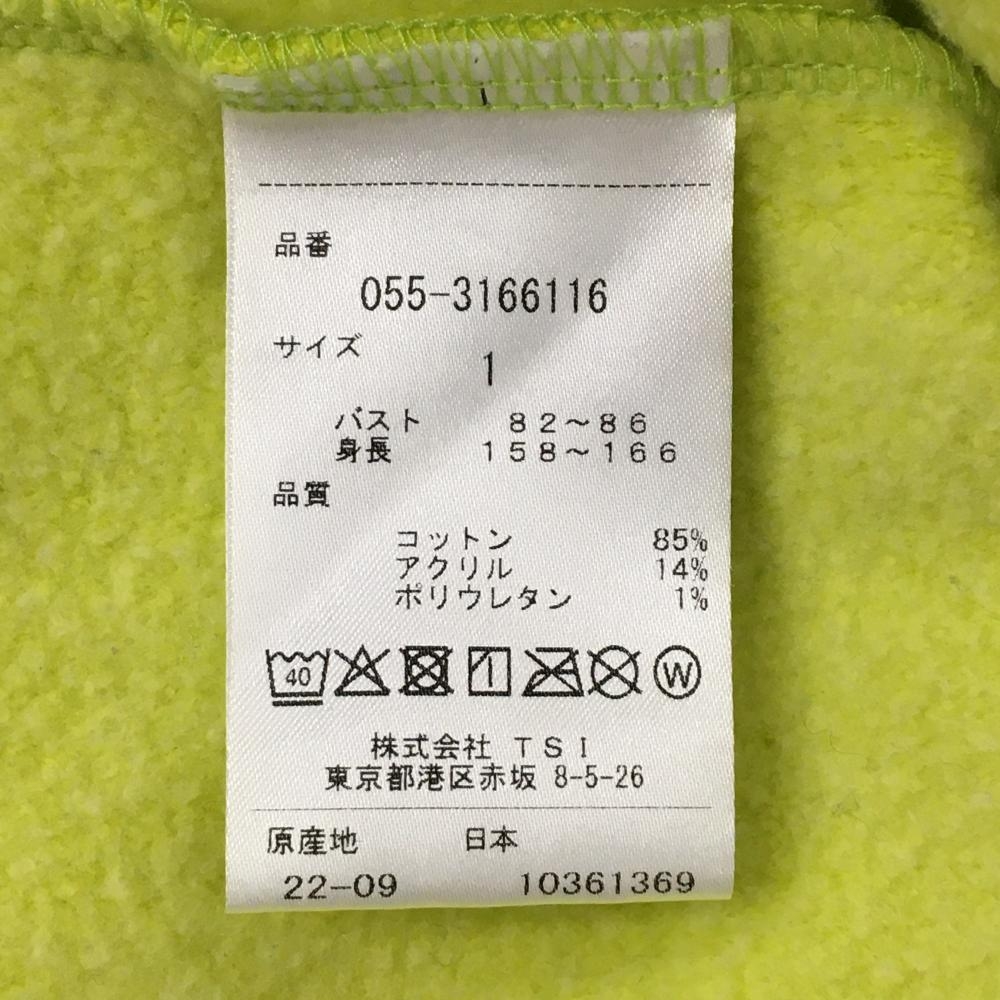 品番
055-3166116
サイズ
1
バスト 82～86
身長 158～166
品質
コットン 85%
アクリル 14%
ポリウレタン 1%
40 W
株式会社 TSI
東京都港区赤坂 8-5-26
原産地 日本
22-09 10361369